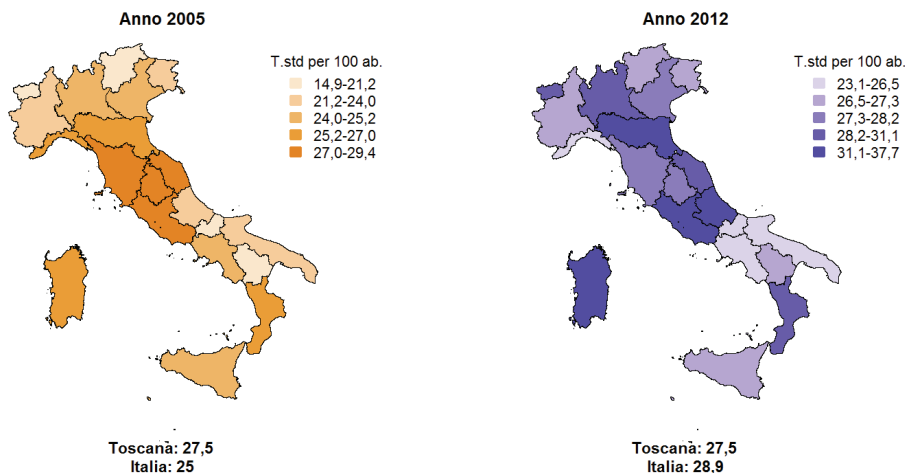 Anno 2005
T.std per 100 ab.
14,9-21,2
21,2-24,0
24,0-25,2
25,2-27,0
27,0-29,4
Toscana: 27,5
Italia: 25
Anno 2012
T.std per 100 ab.
23,1-26,5
26,5-27,3
27,3-28,2
28,2-31,1
31,1-37,7
Toscana: 27,5
Italia: 28,9